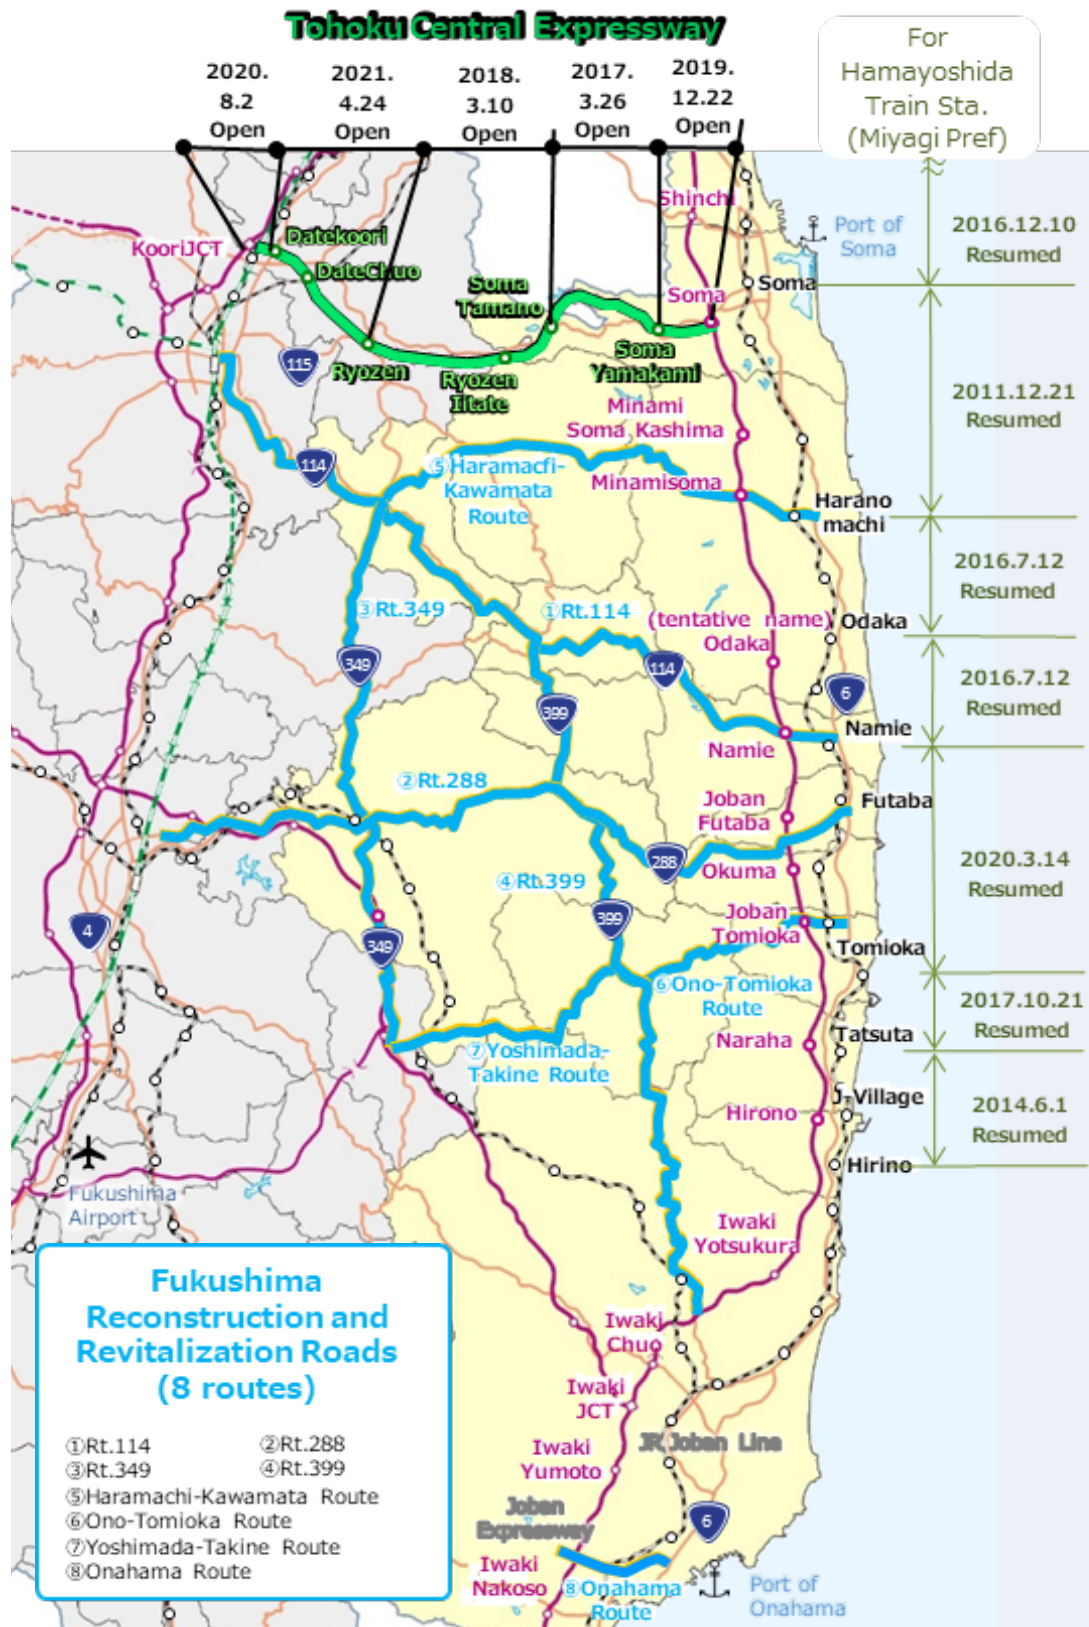 Tohoku Central Expressway
2020.
8.2
Open
2021.
4.24
Open
2018.
3.10
Open
2017.
3.26
Open
2019.
12.22
Open
For
Hamayoshida
Train Sta.
(Miyagi Pref)
Shinchi
Port of
Soma
2016.12.10
Resumed
KooriJCT
Datekoori
DateChuo
Soma
Tamano
Soma
Soma
Ryozen
Ryozen
Iitate
Soma
Yamakami
115
2011.12.21
Resumed
Minami
Soma Kashima
114
⑤Haramacfi-
Kawamata
Route
Minamisoma
Harano
machi
2016.7.12
Resumed
③Rt.349
①Rt.114
(tentative name)
Odaka
Odaka
349
114
6
399
2016.7.12
Resumed
Namie
Namie
②Rt.288
Joban
Futaba
Futaba
288
Okuma
2020.3.14
Resumed
④Rt.399
399
4
349
Joban
Tomioka
Tomioka
⑥Ono-Tomioka
Route
2017.10.21
Resumed
Naraha
Tatsuta
⑦Yoshimada-
Takine Route
J-Village
Hirono
2014.6.1
Resumed
Hirino
Fukushima
Airport
Iwaki
Yotsukura
Iwaki
Chuo
Iwaki
JCT
JR Joban Line
Iwaki
Yumoto
Joban
Expressway
6
Iwaki
Nakoso
⑧Onahama
Route
Port of
Onahama
Fukushima
Reconstruction and
Revitalization Roads
(8 routes)
①Rt.114 ②Rt.288
③Rt.349 ④Rt.399
⑤Haramachi-Kawamata Route
⑥Ono-Tomioka Route
⑦Yoshimada-Takine Route
⑧Onahama Route